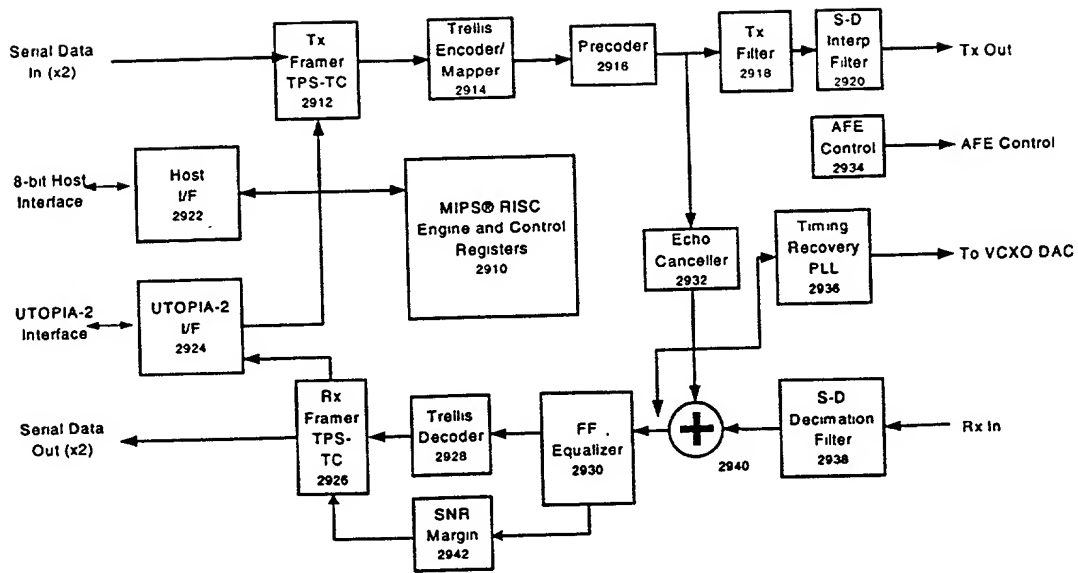 Serial Data
In (x2)
Tx
Framer
TPS-TC
2912
Trellis
Encoder/
Mapper
2914
Precoder
2916
Tx
Filter
2918
S-D
Interp
Filter
2920
Tx Out
AFE
Control
2934
AFE Control
8-bit Host
Interface
Host
I/F
2922
MIPS® RISC
Engine and Control
Registers
2910
Echo
Canceller
2932
Timing
Recovery
PLL
2936
To VCXO DAC
UTOPIA-2
Interface
UTOPIA-2
I/F
2924
Serial Data
Out (x2)
Rx
Framer
TPS-
TC
2926
Trellis
Decoder
2928
FF
Equalizer
2930
2940
S-D
Decimation
Filter
2938
Rx In
SNR
Margin
2942